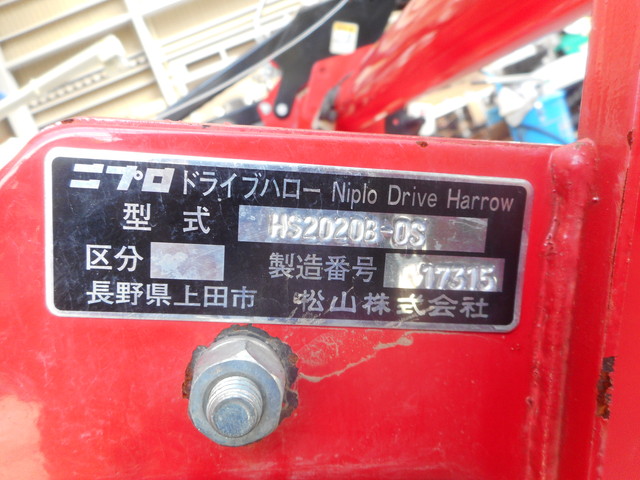 ニプロ ドライブハロー Niplo Drive Harrow
型式 HS2020B-0S
区分 製造番号 17315
長野県上田市 松山株式会社